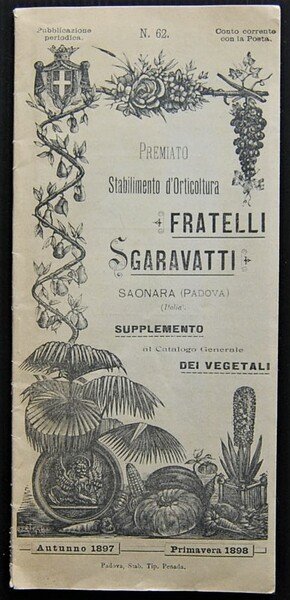 Pubblicazione
periodica.
N. 62.
Conto corrente
con la Posta.
PREMIATO
Stabilimento d'Orticoltura
FRATELLI
SGARAVATTI
SAONARA (PADOVA)
(Italia)
SUPPLEMENTO
al Catalogo Generale
DEI VEGETALI
Autunno 1897
Primavera 1898
Padova, Stab. Tip. Penada.